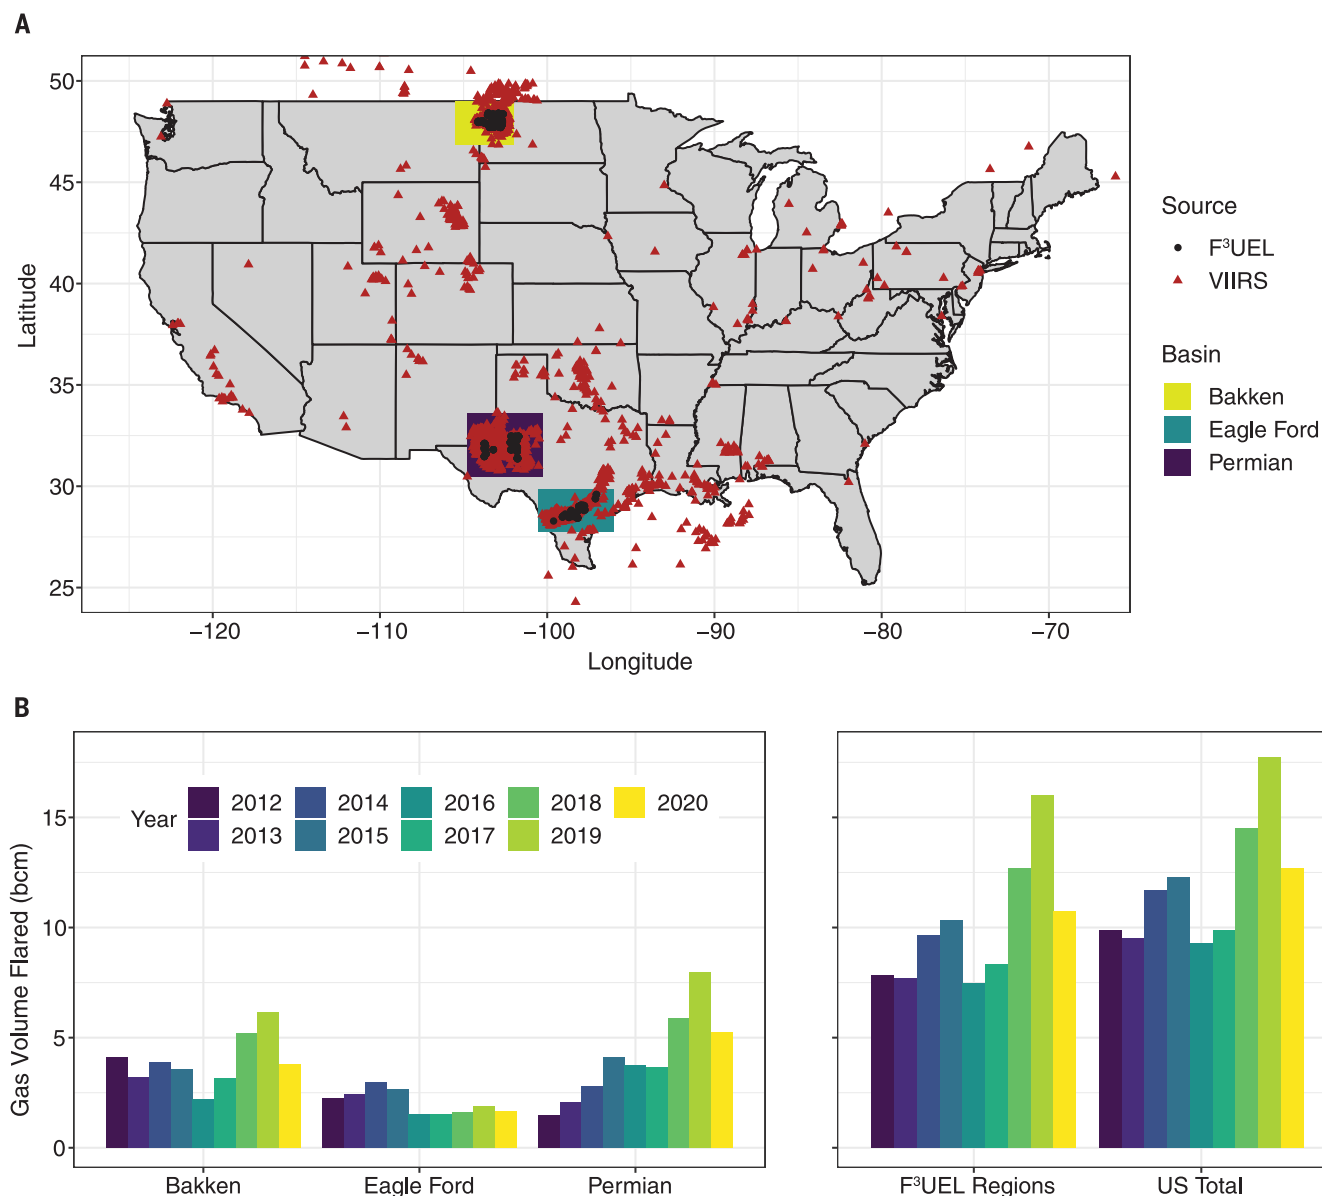 A
50
45
40
35
30
25
Latitude
−120
−110
−100
−90
−80
−70
Longitude
Source
F³UEL
VIIRS
Basin
Bakken
Eagle Ford
Permian
B
Gas Volume Flared (bcm)
15
10
5
0
Year
2012
2014
2016
2018
2020
2013
2015
2017
2019
Bakken
Eagle Ford
Permian
F³UEL Regions
US Total